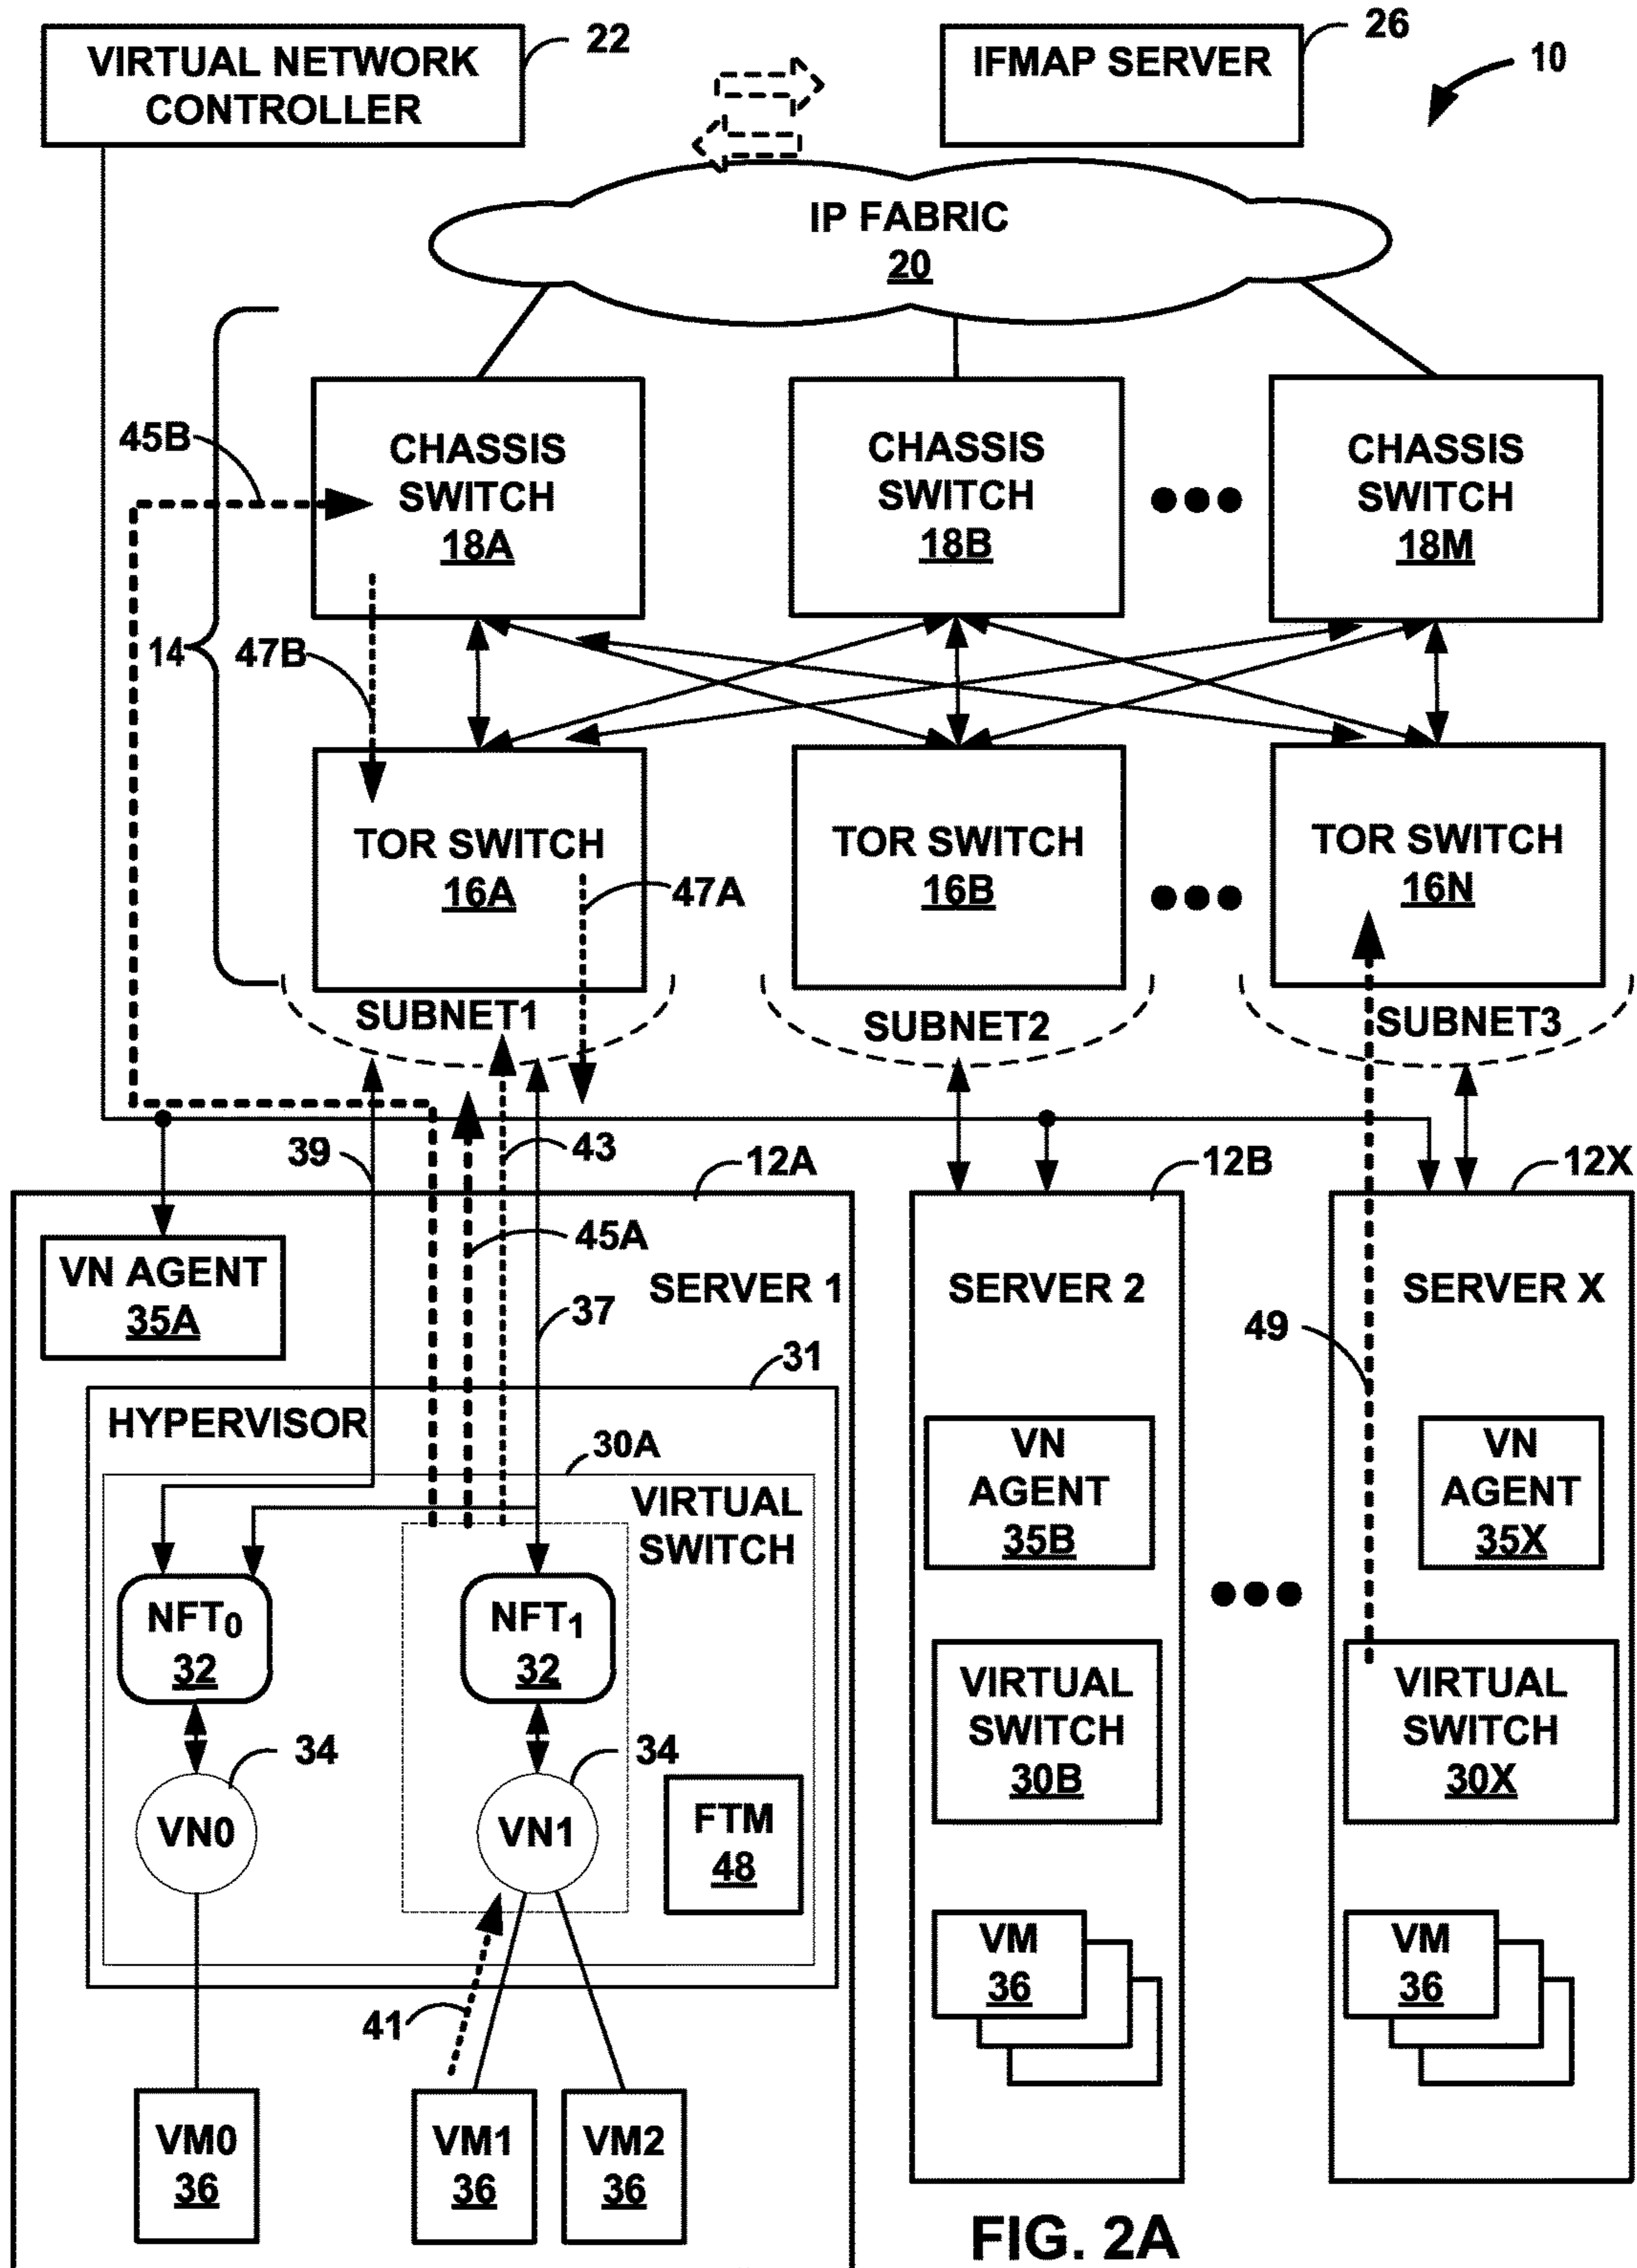 VIRTUAL NETWORK
CONTROLLER
22
IFMAP SERVER
26
10
IP FABRIC
20
45B
CHASSIS
SWITCH
18A
CHASSIS
SWITCH
18B
CHASSIS
SWITCH
18M
14
47B
TOR SWITCH
16A
47A
TOR SWITCH
16B
TOR SWITCH
16N
SUBNET1
SUBNET2
SUBNET3
39
43
12A
12B
12X
VN AGENT
35A
45A
SERVER 1
37
31
HYPERVISOR
30A
VIRTUAL
SWITCH
NFT0
32
NFT1
32
34
34
VN0
VN1
FTM
48
41
VM0
36
VM1
36
VM2
36
SERVER 2
VN
AGENT
35B
VIRTUAL
SWITCH
30B
VM
36
SERVER X
49
VN
AGENT
35X
VIRTUAL
SWITCH
30X
VM
36
FIG. 2A